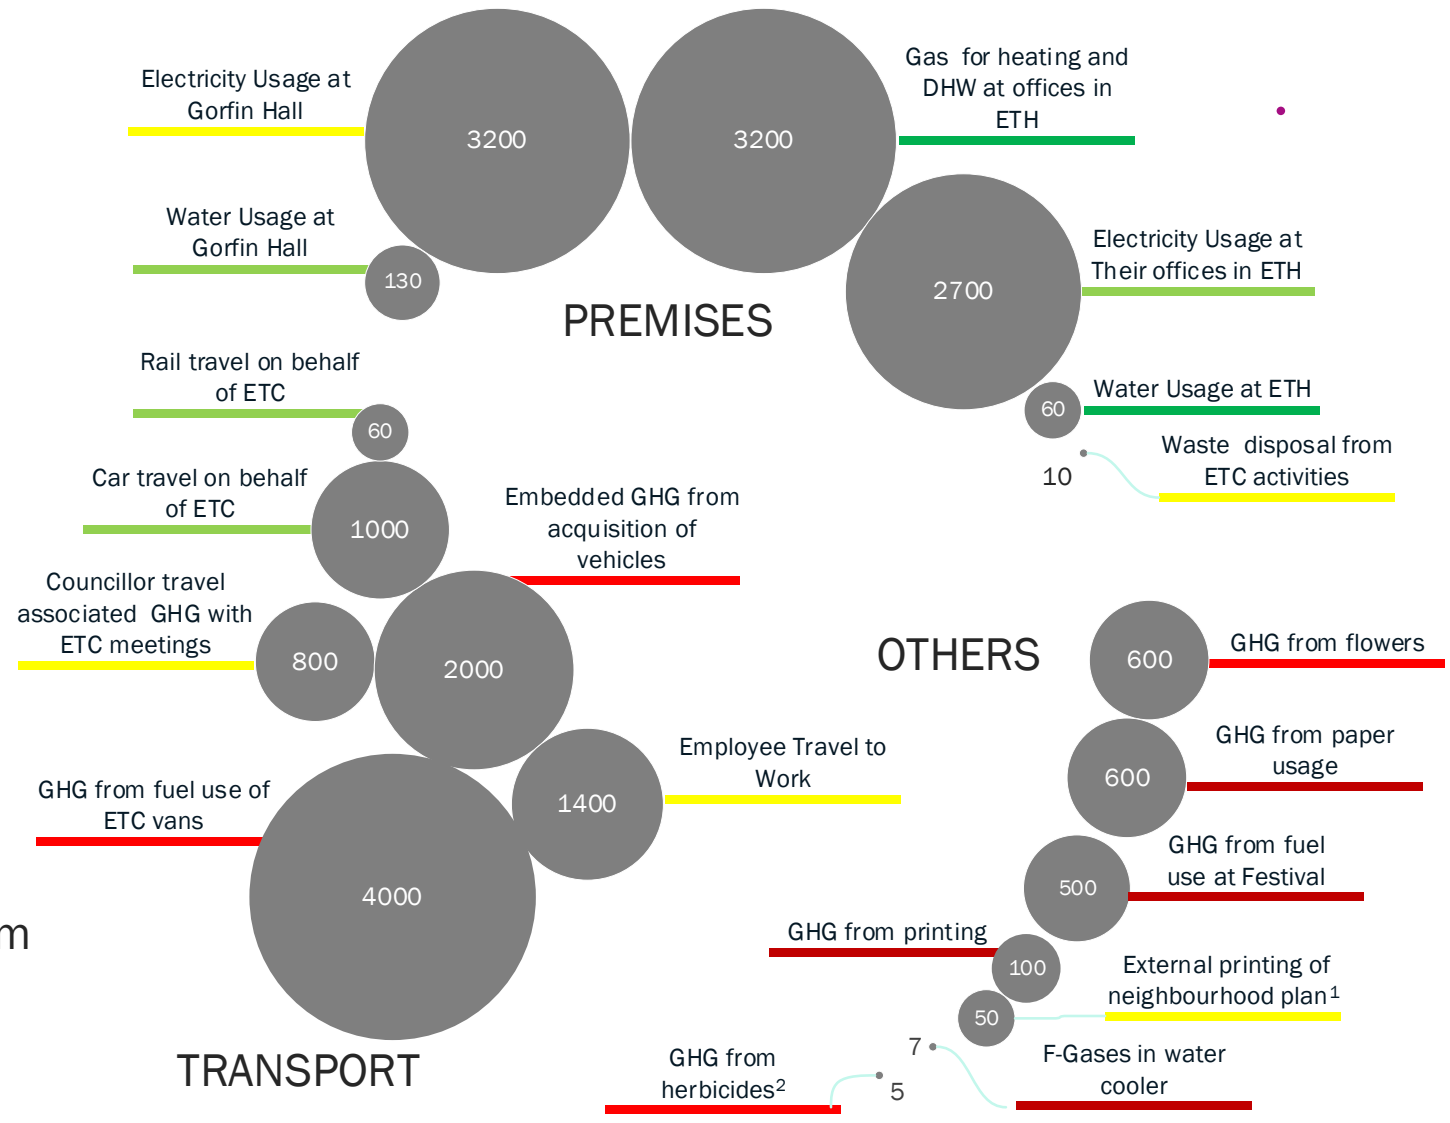 Electricity Usage at
Gorfin Hall
3200
3200
Gas for heating and
DHW at offices in
ETH
Water Usage at
Gorfin Hall
130
PREMISES
2700
Electricity Usage at
Their offices in ETH
60
Water Usage at ETH
10
Waste disposal from
ETC activities
Rail travel on behalf
of ETC
60
Car travel on behalf
of ETC
1000
Embedded GHG from
acquisition of
vehicles
Councillor travel
associated GHG with
ETC meetings
800
2000
Employee Travel to
Work
1400
GHG from fuel use of
ETC vans
4000
m
TRANSPORT
OTHERS
600
GHG from flowers
600
GHG from paper
usage
500
GHG from fuel
use at Festival
GHG from printing
100
External printing of
neighbourhood plan1
50
7
F-Gases in water
cooler
GHG from
herbicides2
5